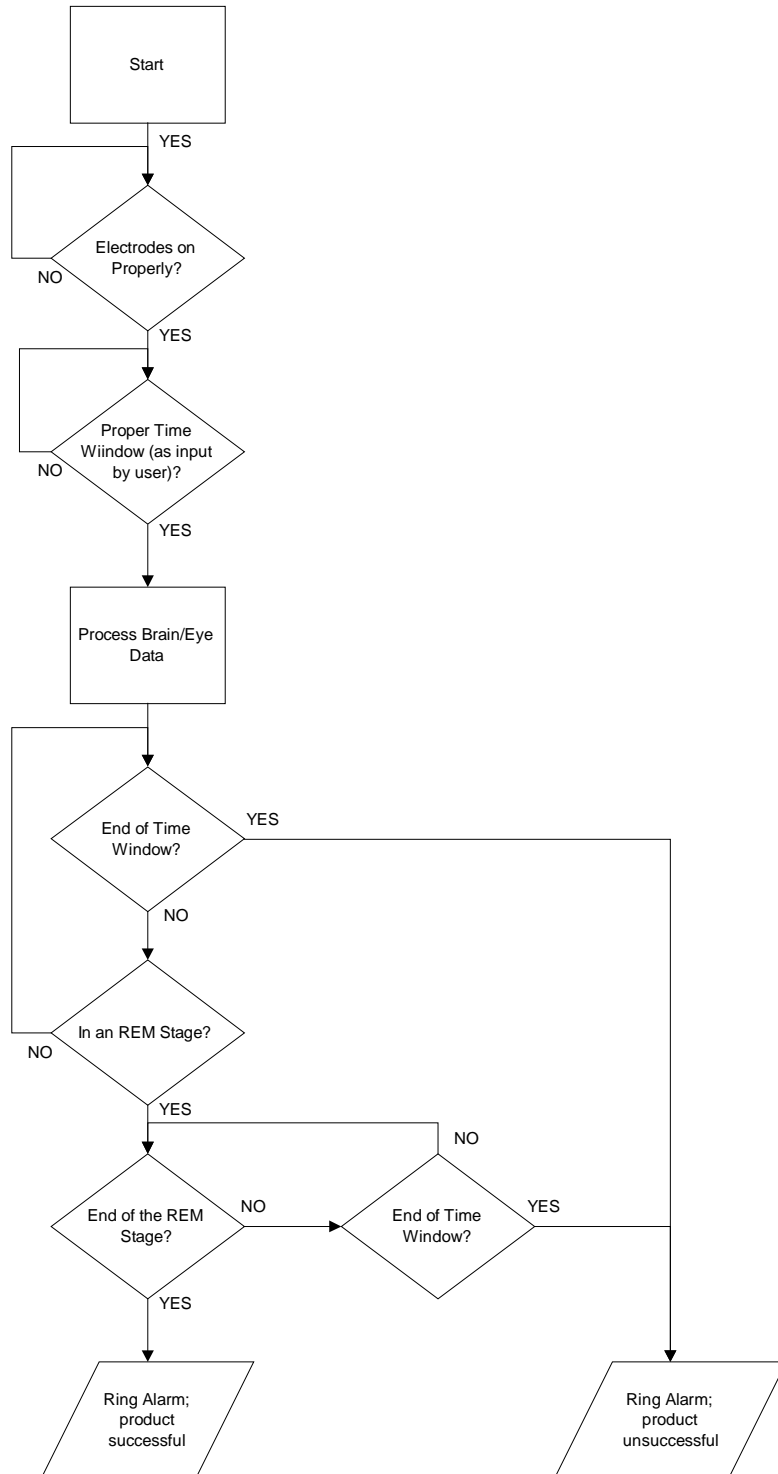 Start
YES
Electrodes on
Properly?
NO
YES
Proper Time
Wiindow (as input
by user)?
NO
YES
Process Brain/Eye
Data
End of Time
Window?
YES
NO
In an REM Stage?
NO
YES
NO
End of the REM
Stage?
NO
End of Time
Window?
YES
YES
Ring Alarm;
product
successful
Ring Alarm;
product
unsuccessful